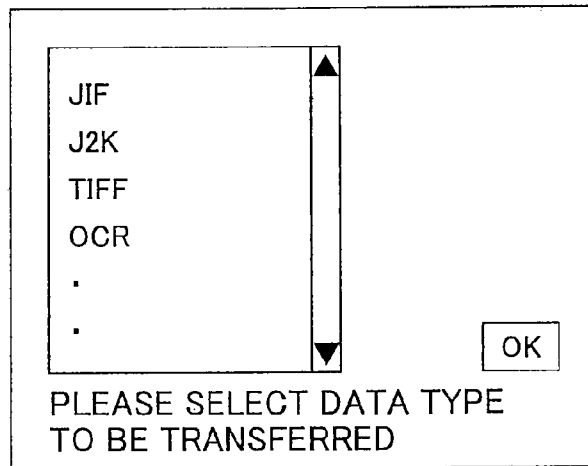 JIF
J2K
TIFF
OCR
.
.
OK
PLEASE SELECT DATA TYPE
TO BE TRANSFERRED